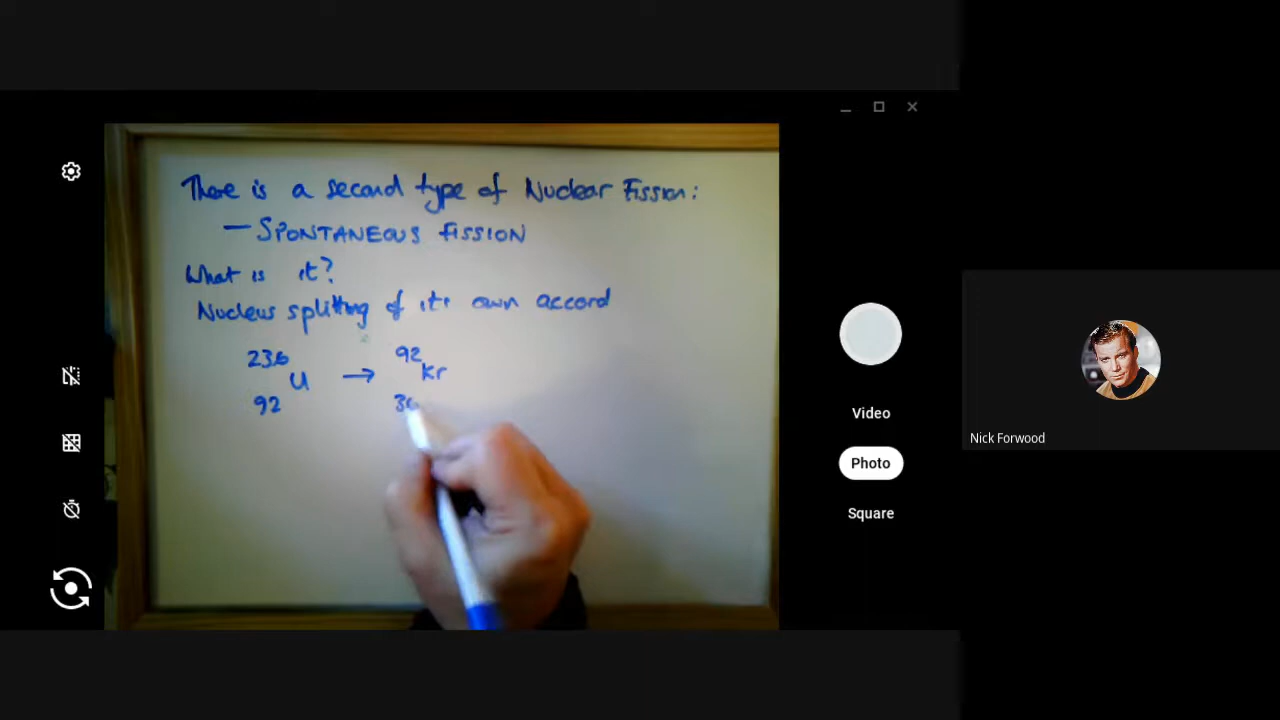 There is a second type of Nuclear Fission:
— SPONTANEOUS FISSION
What is it?
Nucleus splitting of its own accord
236 92
U → Kr
92 36
Video
Photo
Square
Nick Forwood